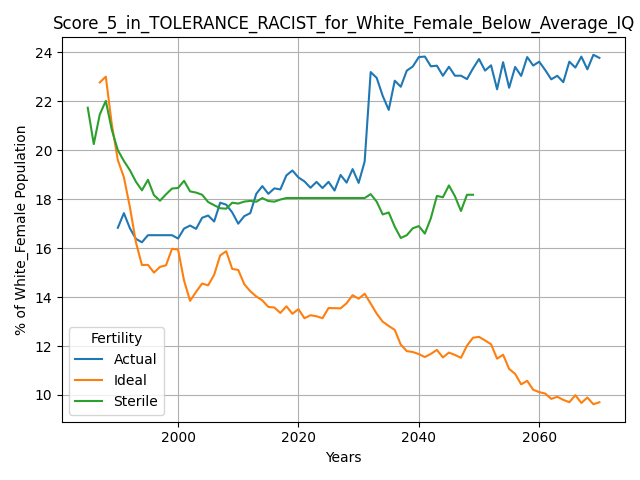 Score_5_in_TOLERANCE_RACIST_for_White_Female_Below_Average_IQ
% of White_Female Population
24
22
20
18
16
14
12
10
Fertility
Actual
Ideal
Sterile
2000 2020 2040 2060
Years